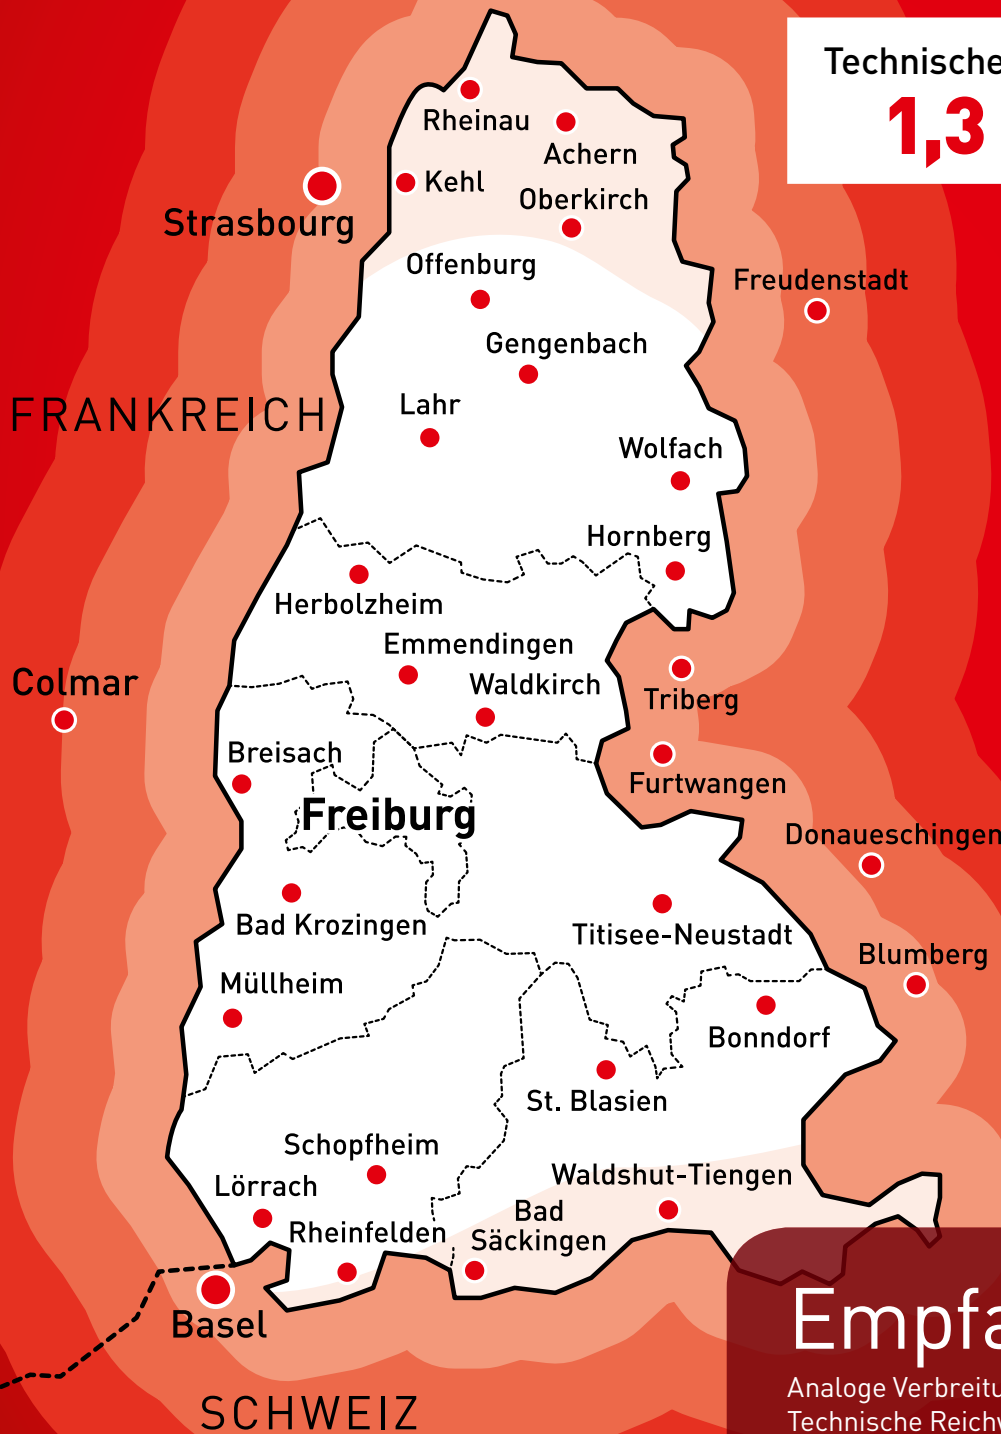 Technische
1,3
Rheinau
Achern
Kehl
Oberkirch
Strasbourg
Offenburg
Freudenstadt
Gengenbach
FRANKREICH
Lahr
Wolfach
Hornberg
Herbolzheim
Emmendingen
Colmar
Waldkirch
Triberg
Breisach
Furtwangen
Freiburg
Donaueschingen
Bad Krozingen
Titisee-Neustadt
Blumberg
Müllheim
Bonndorf
St. Blasien
Schopfheim
Waldshut-Tiengen
Lörrach
Bad
Säckingen
Rheinfelden
Basel
SCHWEIZ
Empfa
Analoge Verbreitu
Technische Reichw